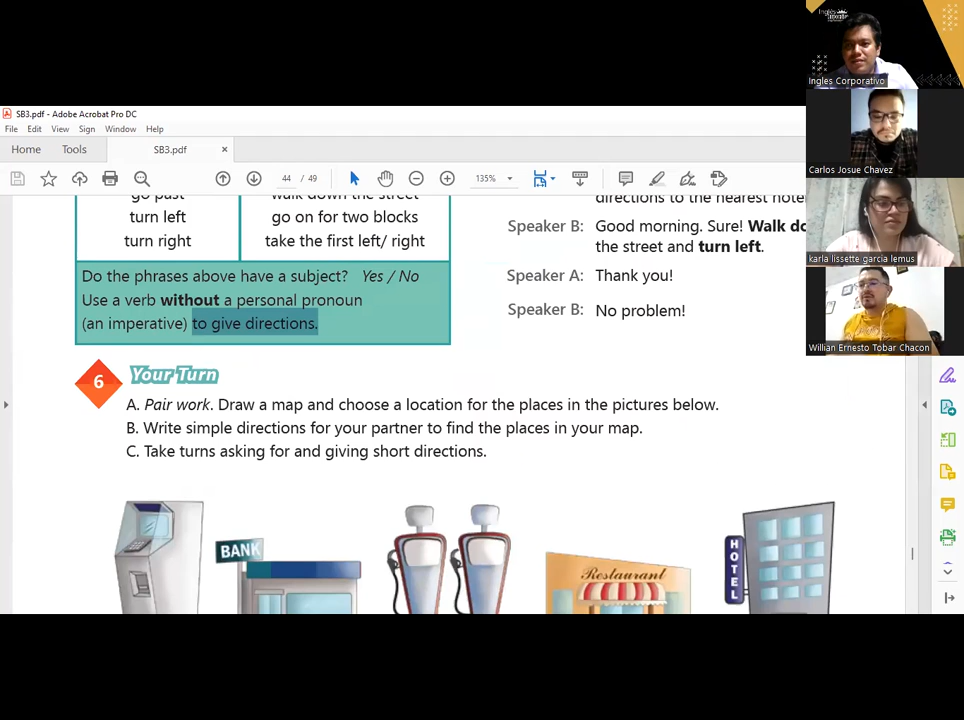 Inglés
Inglés Corporativo
SB3.pdf - Adobe Acrobat Pro DC
File Edit View Sign Window Help
Carlos Josue Chavez
Home Tools SB3.pdf ×
44 / 49 135%
go past walk down the street directions to the nearest hotel
turn left go on for two blocks Speaker B: Good morning. Sure! Walk do
turn right take the first left/ right the street and turn left.
karla lissette garcia lemus
Do the phrases above have a subject? Yes / No Speaker A: Thank you!
Use a verb without a personal pronoun
(an imperative) to give directions. Speaker B: No problem!
Willian Ernesto Tobar Chacon
6 Your Turn
A. Pair work. Draw a map and choose a location for the places in the pictures below.
B. Write simple directions for your partner to find the places in your map.
C. Take turns asking for and giving short directions.
BANK
HOTEL
Restaurant